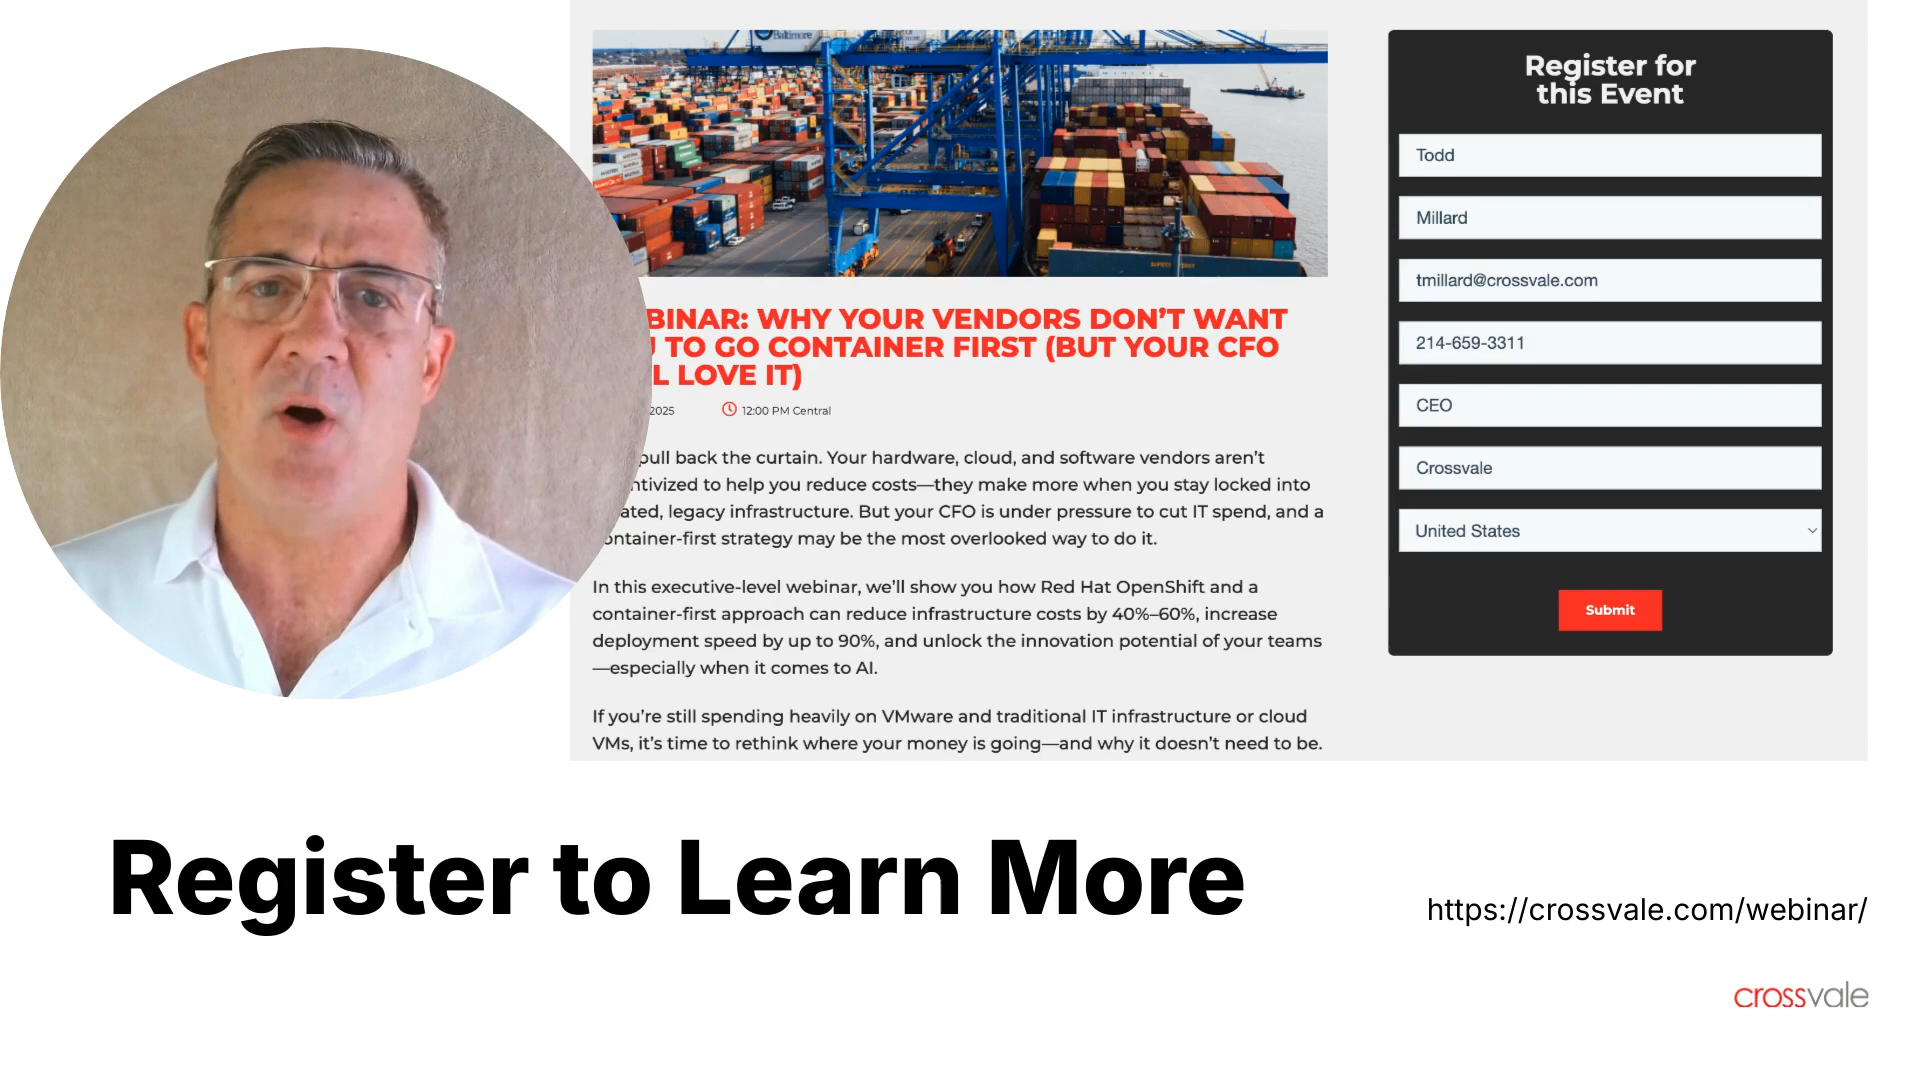 Baltimore
SAFETY FIRST
BINAR: WHY YOUR VENDORS DON'T WANT
TO GO CONTAINER FIRST (BUT YOUR CFO
L LOVE IT)
2025
12:00 PM Central
pull back the curtain. Your hardware, cloud, and software vendors aren't
ntivized to help you reduce costs—they make more when you stay locked into
ated, legacy infrastructure. But your CFO is under pressure to cut IT spend, and a
ontainer-first strategy may be the most overlooked way to do it.
In this executive-level webinar, we'll show you how Red Hat OpenShift and a
container-first approach can reduce infrastructure costs by 40%–60%, increase
deployment speed by up to 90%, and unlock the innovation potential of your teams
—especially when it comes to AI.
If you're still spending heavily on VMware and traditional IT infrastructure or cloud
VMs, it's time to rethink where your money is going—and why it doesn't need to be.
Register for
this Event
Todd
Millard
tmillard@crossvale.com
214-659-3311
CEO
Crossvale
United States
Submit
Register to Learn More
https://crossvale.com/webinar/
crossvale